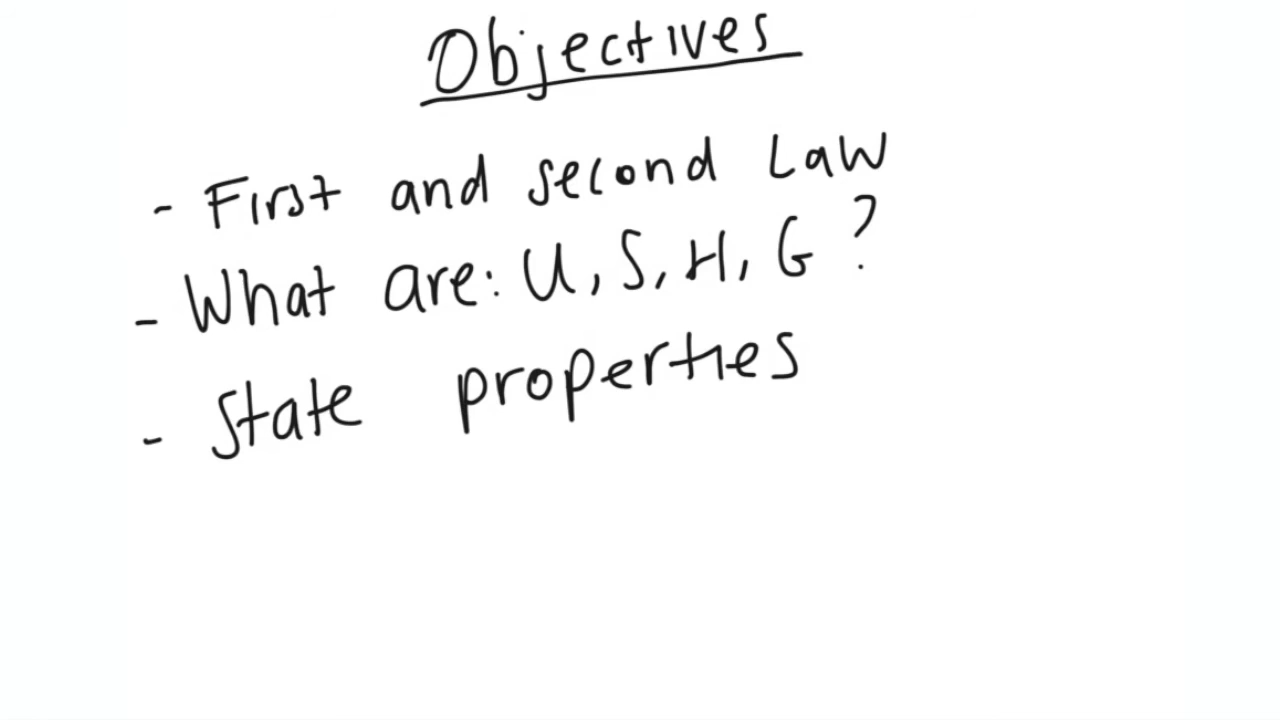 Objectives
- First and second Law
- What are: U, S, H, G ?
- State properties